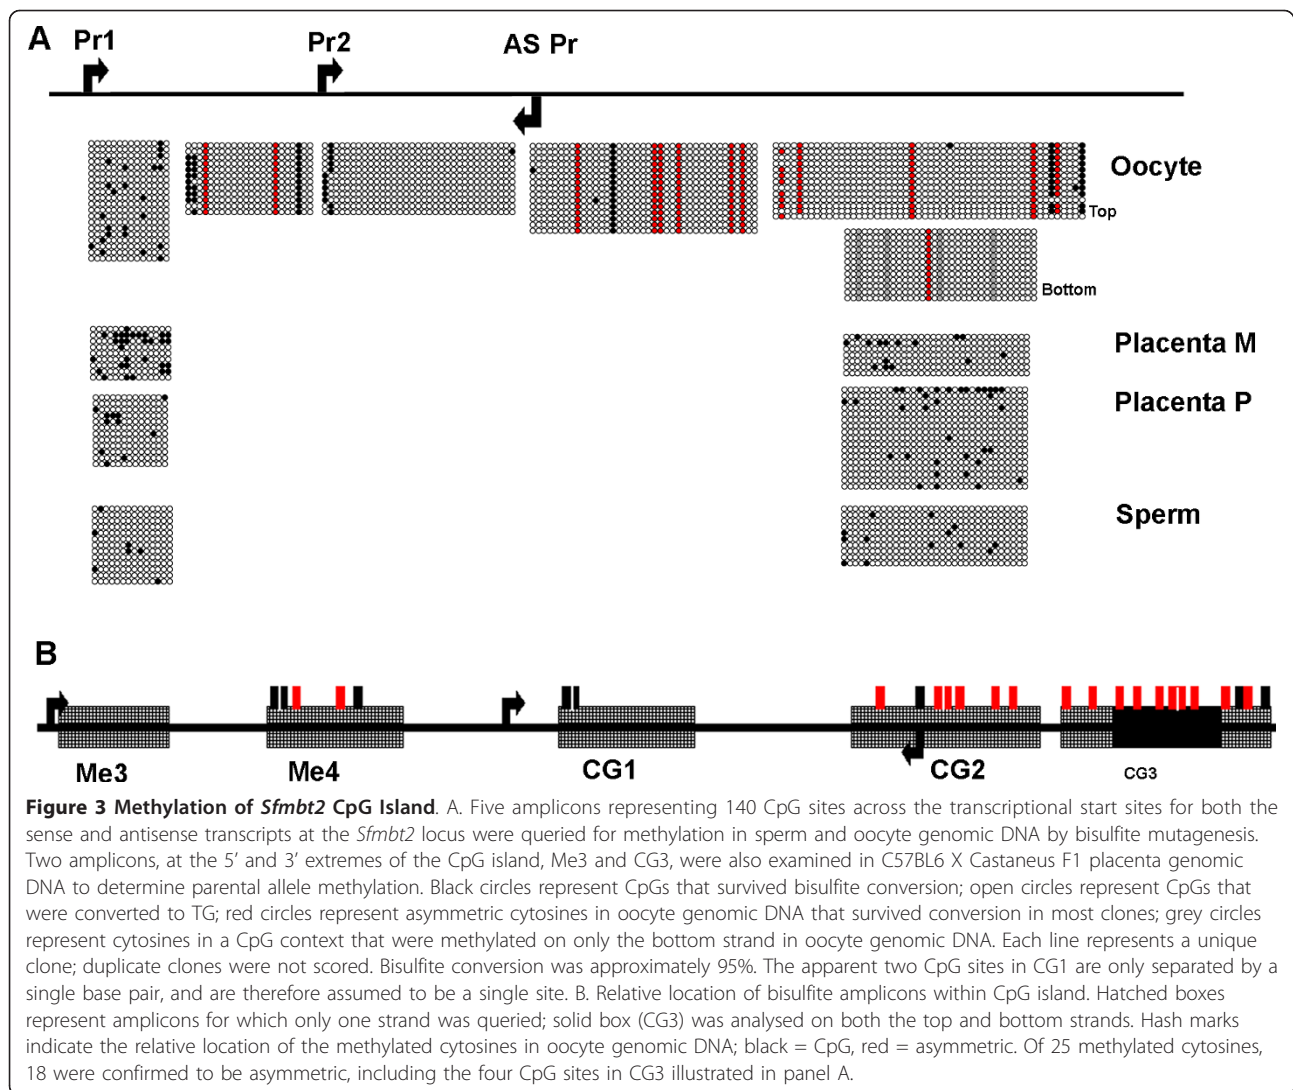 A
Pr1
Pr2
AS Pr
Oocyte
Top
Bottom
Placenta M
Placenta P
Sperm
B
Me3
Me4
CG1
CG2
CG3
Figure 3 Methylation of Sfmbt2 CpG Island. A. Five amplicons representing 140 CpG sites across the transcriptional start sites for both the
sense and antisense transcripts at the Sfmbt2 locus were queried for methylation in sperm and oocyte genomic DNA by bisulfite mutagenesis.
Two amplicons, at the 5′ and 3′ extremes of the CpG island, Me3 and CG3, were also examined in C57BL6 X Castaneus F1 placenta genomic
DNA to determine parental allele methylation. Black circles represent CpGs that survived bisulfite conversion; open circles represent CpGs that
were converted to TG; red circles represent asymmetric cytosines in oocyte genomic DNA that survived conversion in most clones; grey circles
represent cytosines in a CpG context that were methylated on only the bottom strand in oocyte genomic DNA. Each line represents a unique
clone; duplicate clones were not scored. Bisulfite conversion was approximately 95%. The apparent two CpG sites in CG1 are only separated by a
single base pair, and are therefore assumed to be a single site. B. Relative location of bisulfite amplicons within CpG island. Hatched boxes
represent amplicons for which only one strand was queried; solid box (CG3) was analysed on both the top and bottom strands. Hash marks
indicate the relative location of the methylated cytosines in oocyte genomic DNA; black = CpG, red = asymmetric. Of 25 methylated cytosines,
18 were confirmed to be asymmetric, including the four CpG sites in CG3 illustrated in panel A.